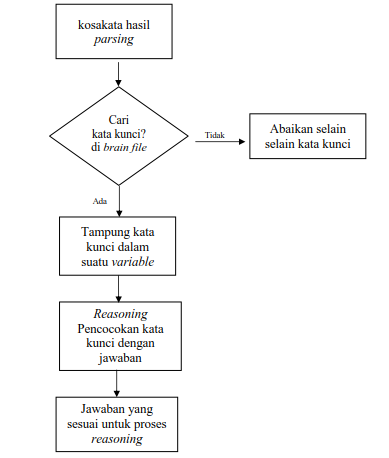 kosakata hasil
parsing
Cari
kata kunci?
di brain file
Tidak
Abaikan selain
selain kata kunci
Ada
Tampung kata
kunci dalam
suatu variable
Reasoning
Pencocokan kata
kunci dengan
jawaban
Jawaban yang
sesuai untuk proses
reasoning